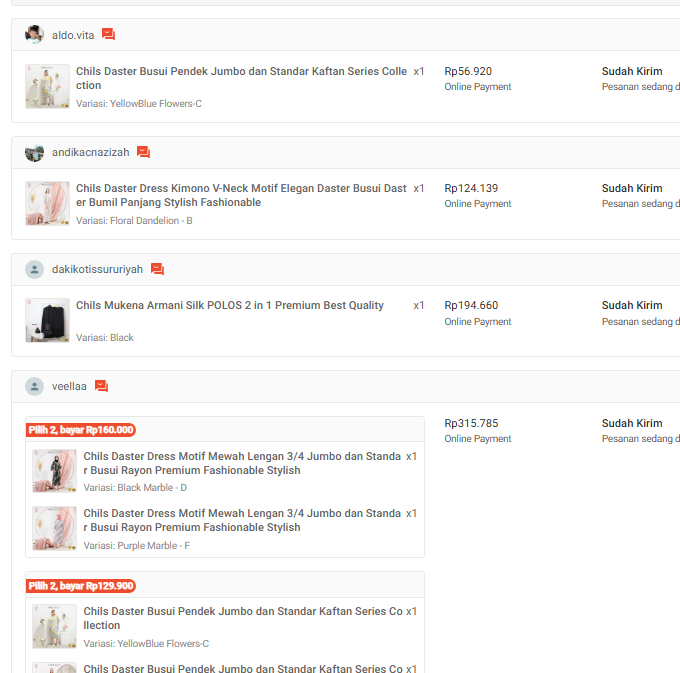 aldo.vita
Chils Daster Busui Pendek Jumbo dan Standar Kaftan Series Colle x1 Rp56.920 Sudah Kirim
ction Online Payment Pesanan sedang d
Variasi: YellowBlue Flowers-C
andikacnazizah
Chils Daster Dress Kimono V-Neck Motif Elegan Daster Busui Dast x1 Rp124.139 Sudah Kirim
er Bumil Panjang Stylish Fashionable Online Payment Pesanan sedang d
Variasi: Floral Dandelion - B
dakikotissururiyah
Chils Mukena Armani Silk POLOS 2 in 1 Premium Best Quality x1 Rp194.660 Sudah Kirim
Online Payment Pesanan sedang d
Variasi: Black
veellaa
Pilih 2, bayar Rp160.000 Rp315.785 Sudah Kirim
Online Payment Pesanan sedang d
Chils Daster Dress Motif Mewah Lengan 3/4 Jumbo dan Standa x1
r Busui Rayon Premium Fashionable Stylish
Variasi: Black Marble - D
Chils Daster Dress Motif Mewah Lengan 3/4 Jumbo dan Standa x1
r Busui Rayon Premium Fashionable Stylish
Variasi: Purple Marble - F
Pilih 2, bayar Rp129.900
Chils Daster Busui Pendek Jumbo dan Standar Kaftan Series Co x1
llection
Variasi: YellowBlue Flowers-C
Chils Daster Busui Pendek Jumbo dan Standar Kaftan Series Co x1